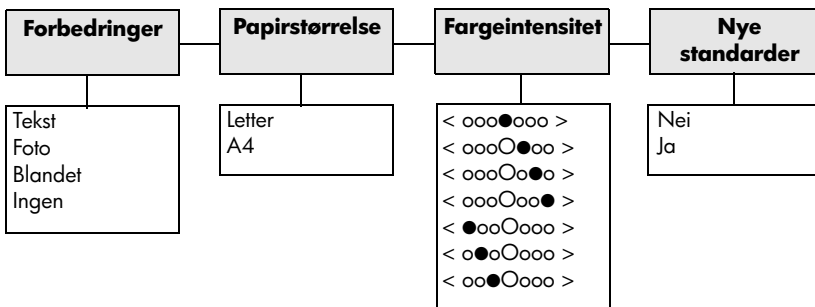 Forbedringer
Papirstørrelse
Fargeintensitet
Nye
standarder
Tekst
Foto
Blandet
Ingen
Letter
A4
< ooo●ooo >
< oooO●oo >
< oooOo●o >
< oooOoo● >
< ●ooOooo >
< o●oOooo >
< oo●Oooo >
Nei
Ja